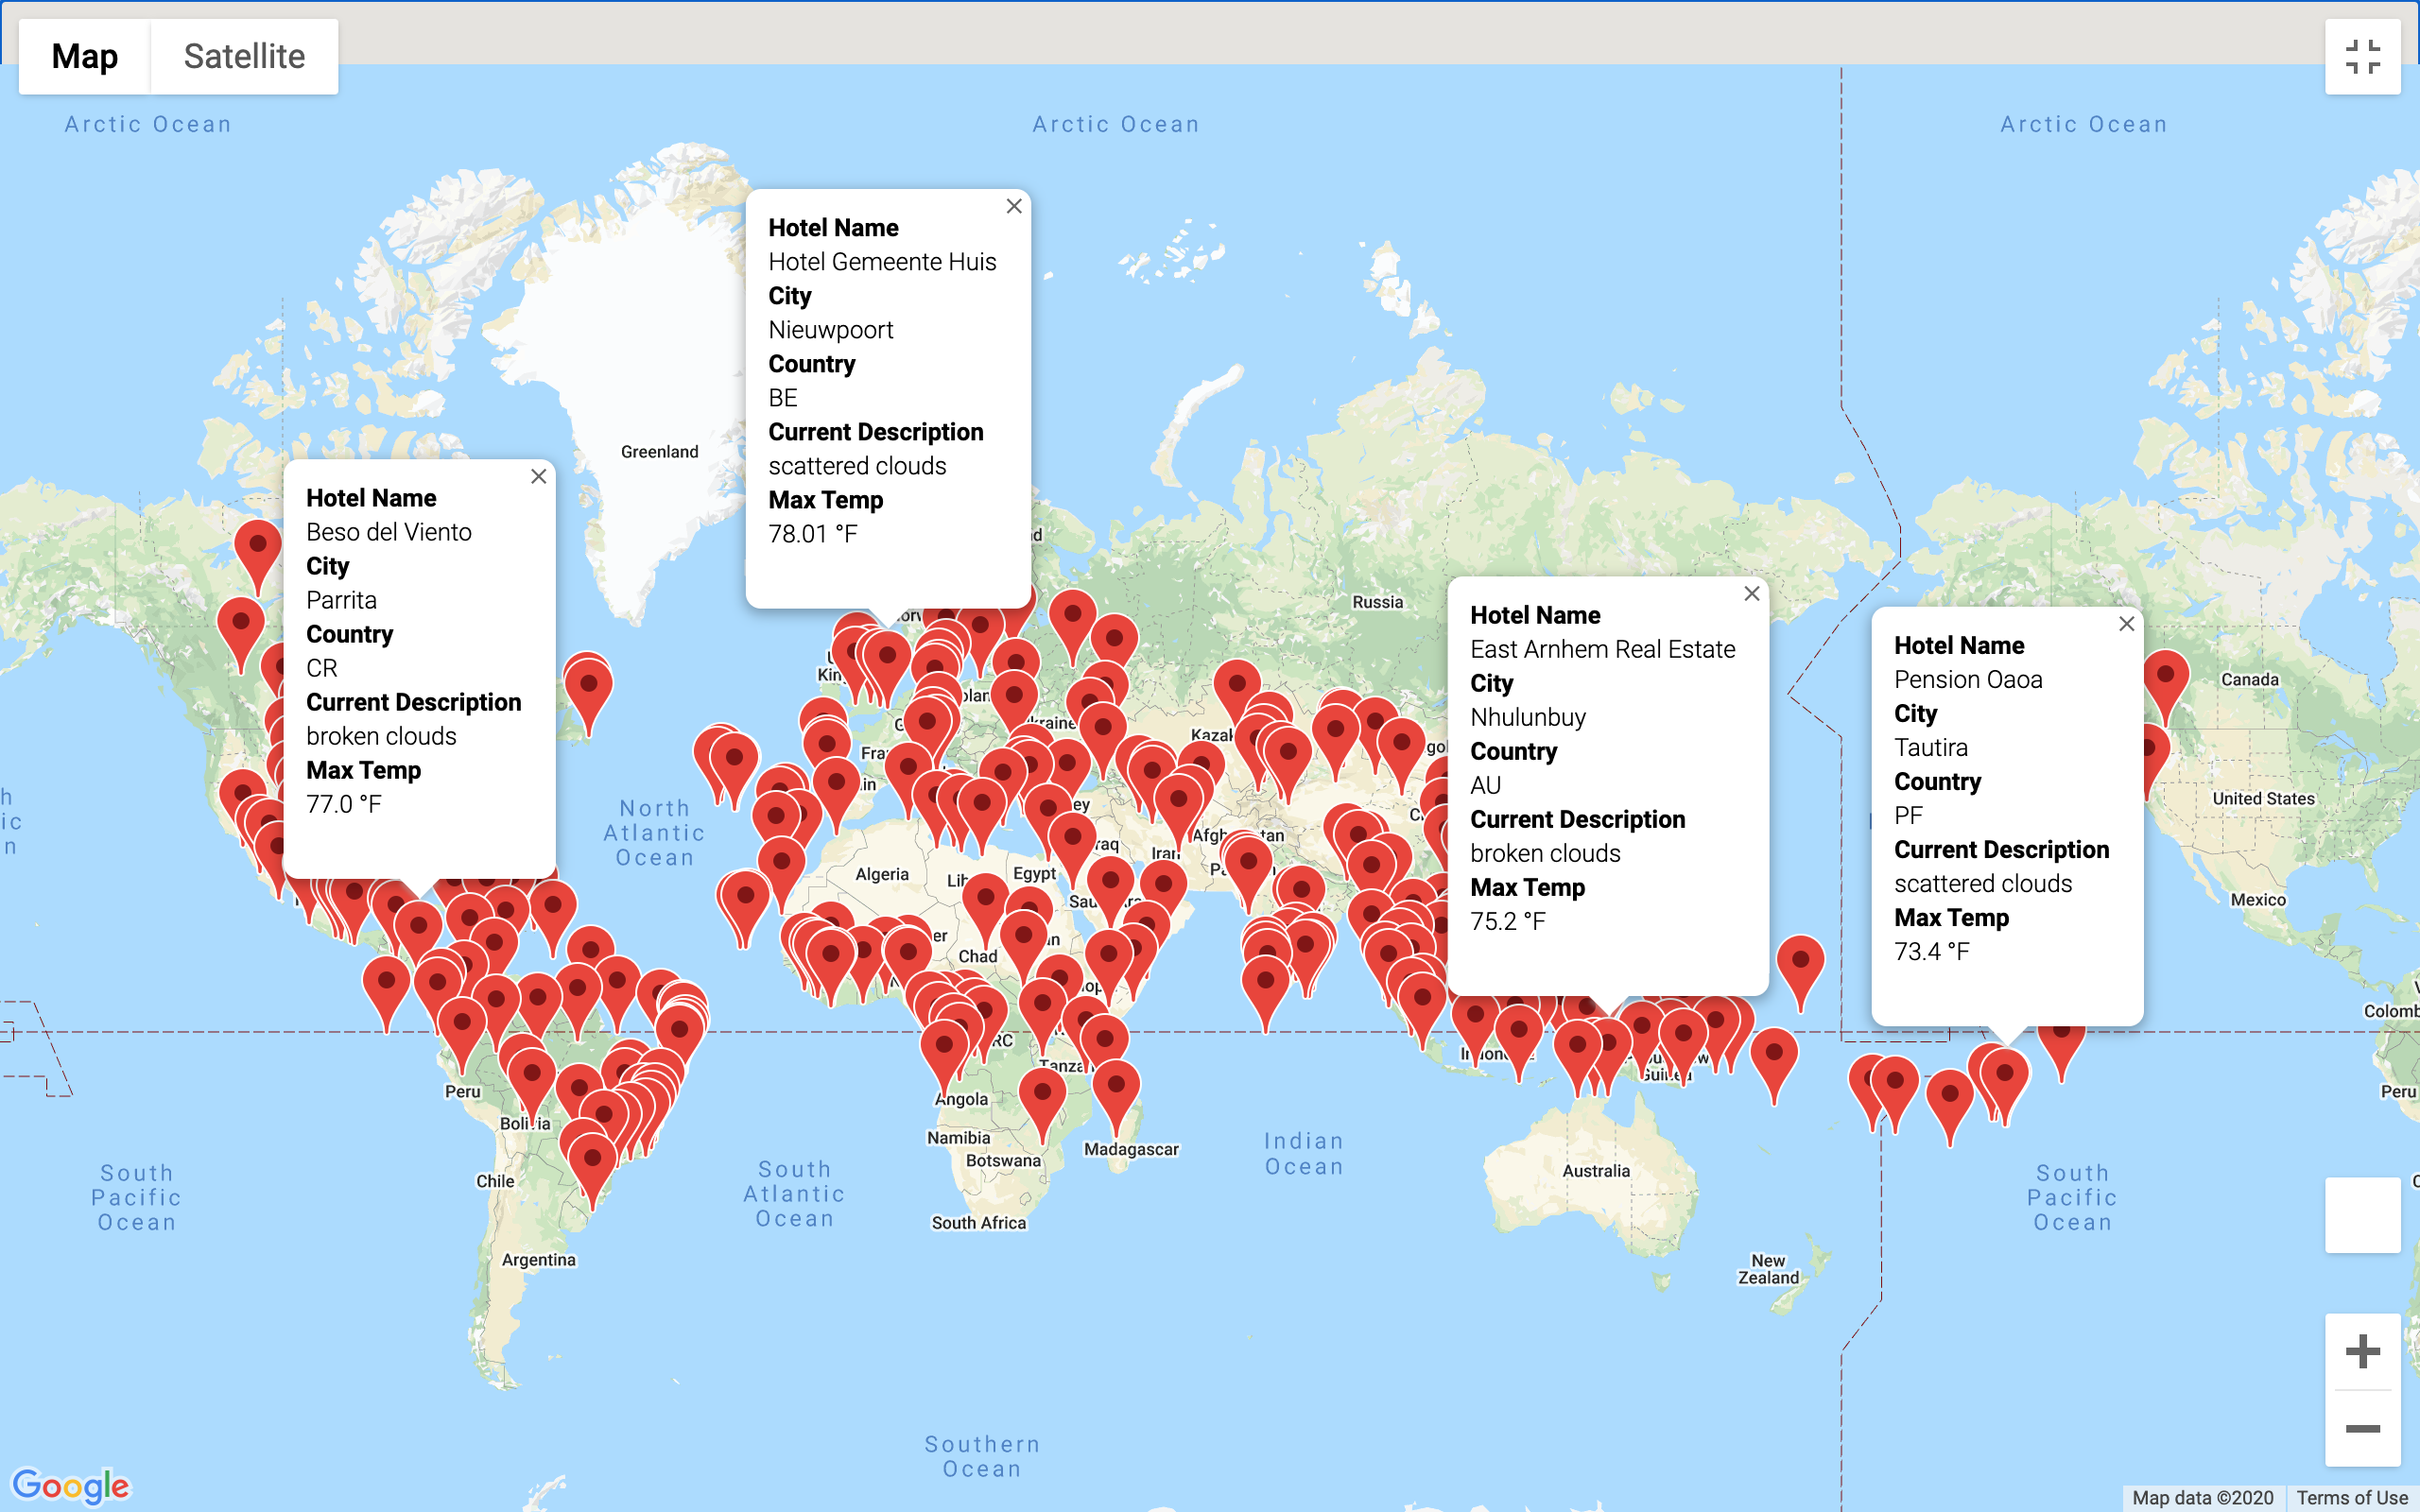 Map
Satellite
Arctic Ocean
Arctic Ocean
Arctic Ocean
Hotel Name
Hotel Gemeente Huis
City
Nieuwpoort
Country
BE
Current Description
scattered clouds
Max Temp
78.01 °F
Greenland
Hotel Name
Beso del Viento
City
Parrita
Country
CR
Current Description
broken clouds
Max Temp
77.0 °F
Russia
Hotel Name
East Arnhem Real Estate
City
Nhulunbuy
Country
AU
Current Description
broken clouds
Max Temp
75.2 °F
Hotel Name
Pension Oaoa
City
Tautira
Country
PF
Current Description
scattered clouds
Max Temp
73.4 °F
Canada
United States
Mexico
North
Atlantic
Ocean
Algeria
Egypt
Iran
Chad
Peru
Angola
Namibia
Botswana
Madagascar
South Africa
Chile
Argentina
South
Pacific
Ocean
South
Atlantic
Ocean
Indian
Ocean
Australia
New
Zealand
South
Pacific
Ocean
Colomb
Peru
Southern
Ocean
Google
Map data ©2020
Terms of Use